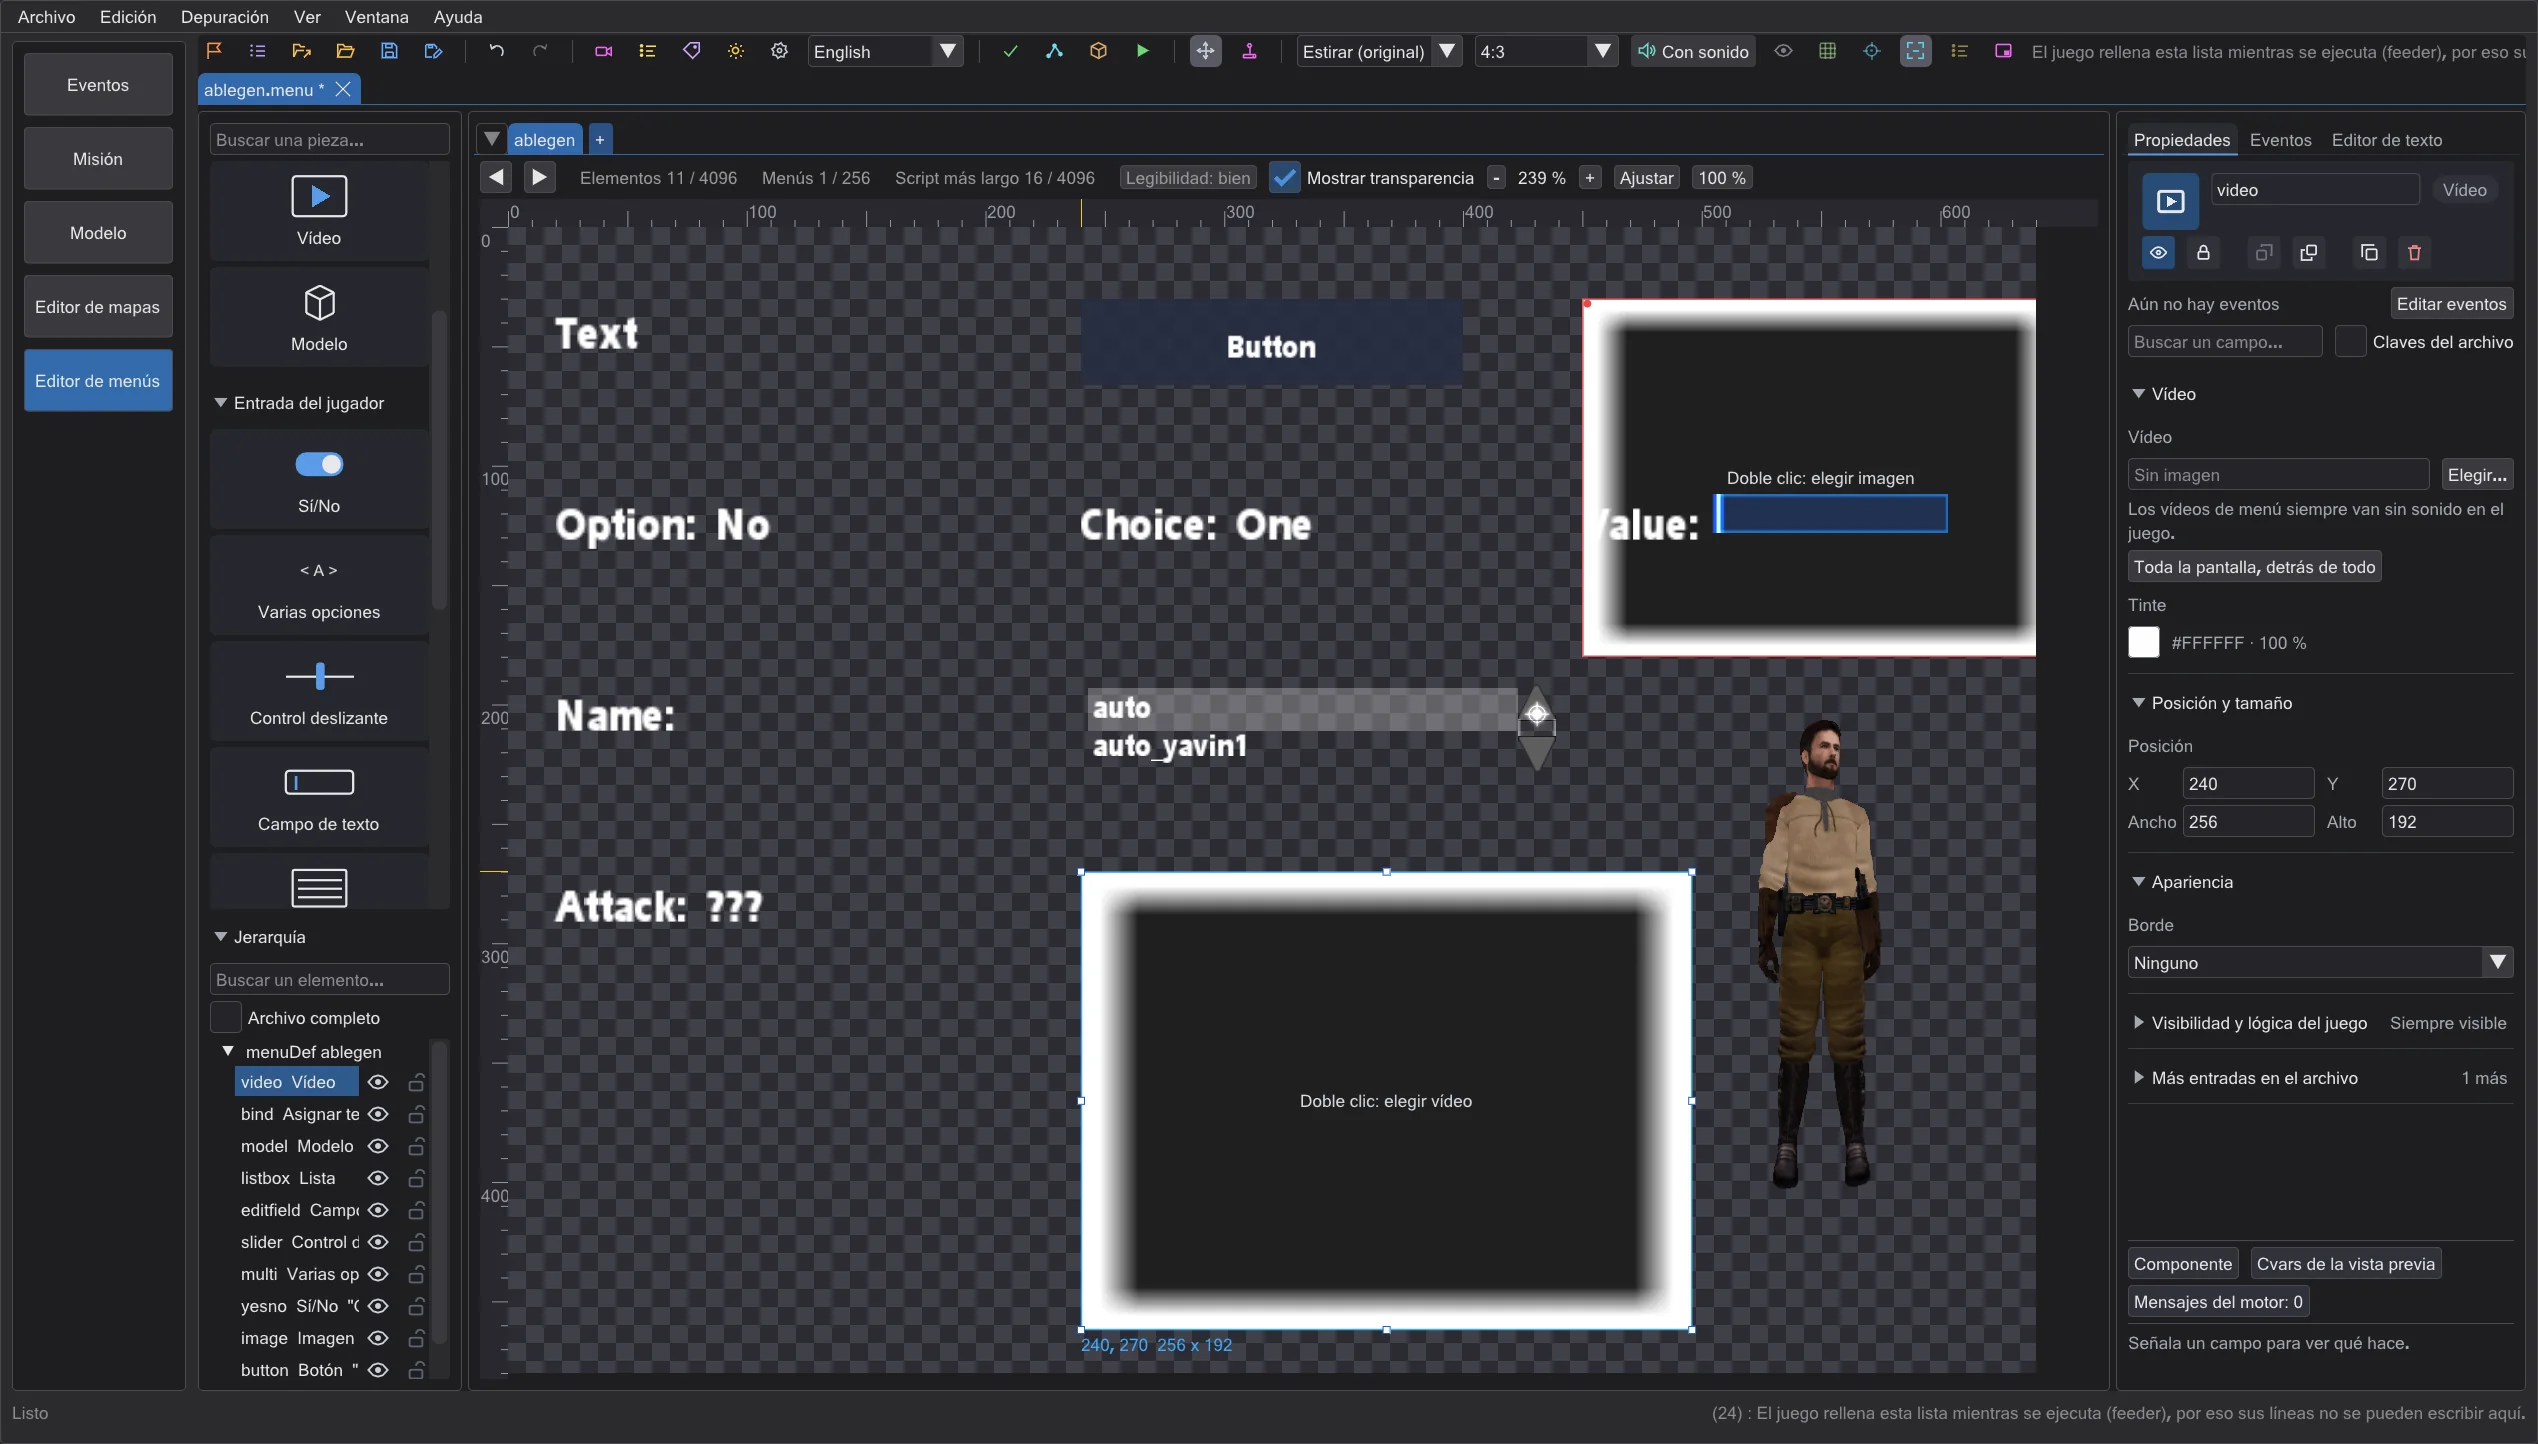 Archivo Edición Depuración Ver Ventana Ayuda
English
Estirar (original)
4:3
Con sonido
El juego rellena esta lista mientras se ejecuta (feeder), por eso
Eventos
Misión
Modelo
Editor de mapas
Editor de menús
ablegen.menu *
Buscar una pieza...
Vídeo
Modelo
Entrada del jugador
Sí/No
< A >
Varias opciones
Control deslizante
Campo de texto
Jerarquía
Buscar un elemento...
Archivo completo
menuDef ablegen
video Vídeo
bind Asignar te
model Modelo
listbox Lista
editfield Campo
slider Control d
multi Varias op
yesno Sí/No "
image Imagen
button Botón "
ablegen
+
Elementos 11 / 4096 Menús 1 / 256 Script más largo 16 / 4096 Legibilidad: bien Mostrar transparencia - 239 % + Ajustar 100 %
0 100 200 300 400 500 600
0
100
200
300
400
Text
Button
Doble clic: elegir imagen
Option: No
Choice: One
Value:
Name:
auto
auto_yavin1
Attack: ???
Doble clic: elegir vídeo
240, 270 256 x 192
Propiedades Eventos Editor de texto
video
Vídeo
Aún no hay eventos
Editar eventos
Buscar un campo...
Claves del archivo
Vídeo
Vídeo
Sin imagen
Elegir...
Los vídeos de menú siempre van sin sonido en el
juego.
Toda la pantalla, detrás de todo
Tinte
#FFFFFF · 100 %
Posición y tamaño
Posición
X 240 Y 270
Ancho 256 Alto 192
Apariencia
Borde
Ninguno
Visibilidad y lógica del juego Siempre visible
Más entradas en el archivo 1 más
Componente
Cvars de la vista previa
Mensajes del motor: 0
Señala un campo para ver qué hace.
Listo
(24) : El juego rellena esta lista mientras se ejecuta (feeder), por eso sus líneas no se pueden escribir aquí.